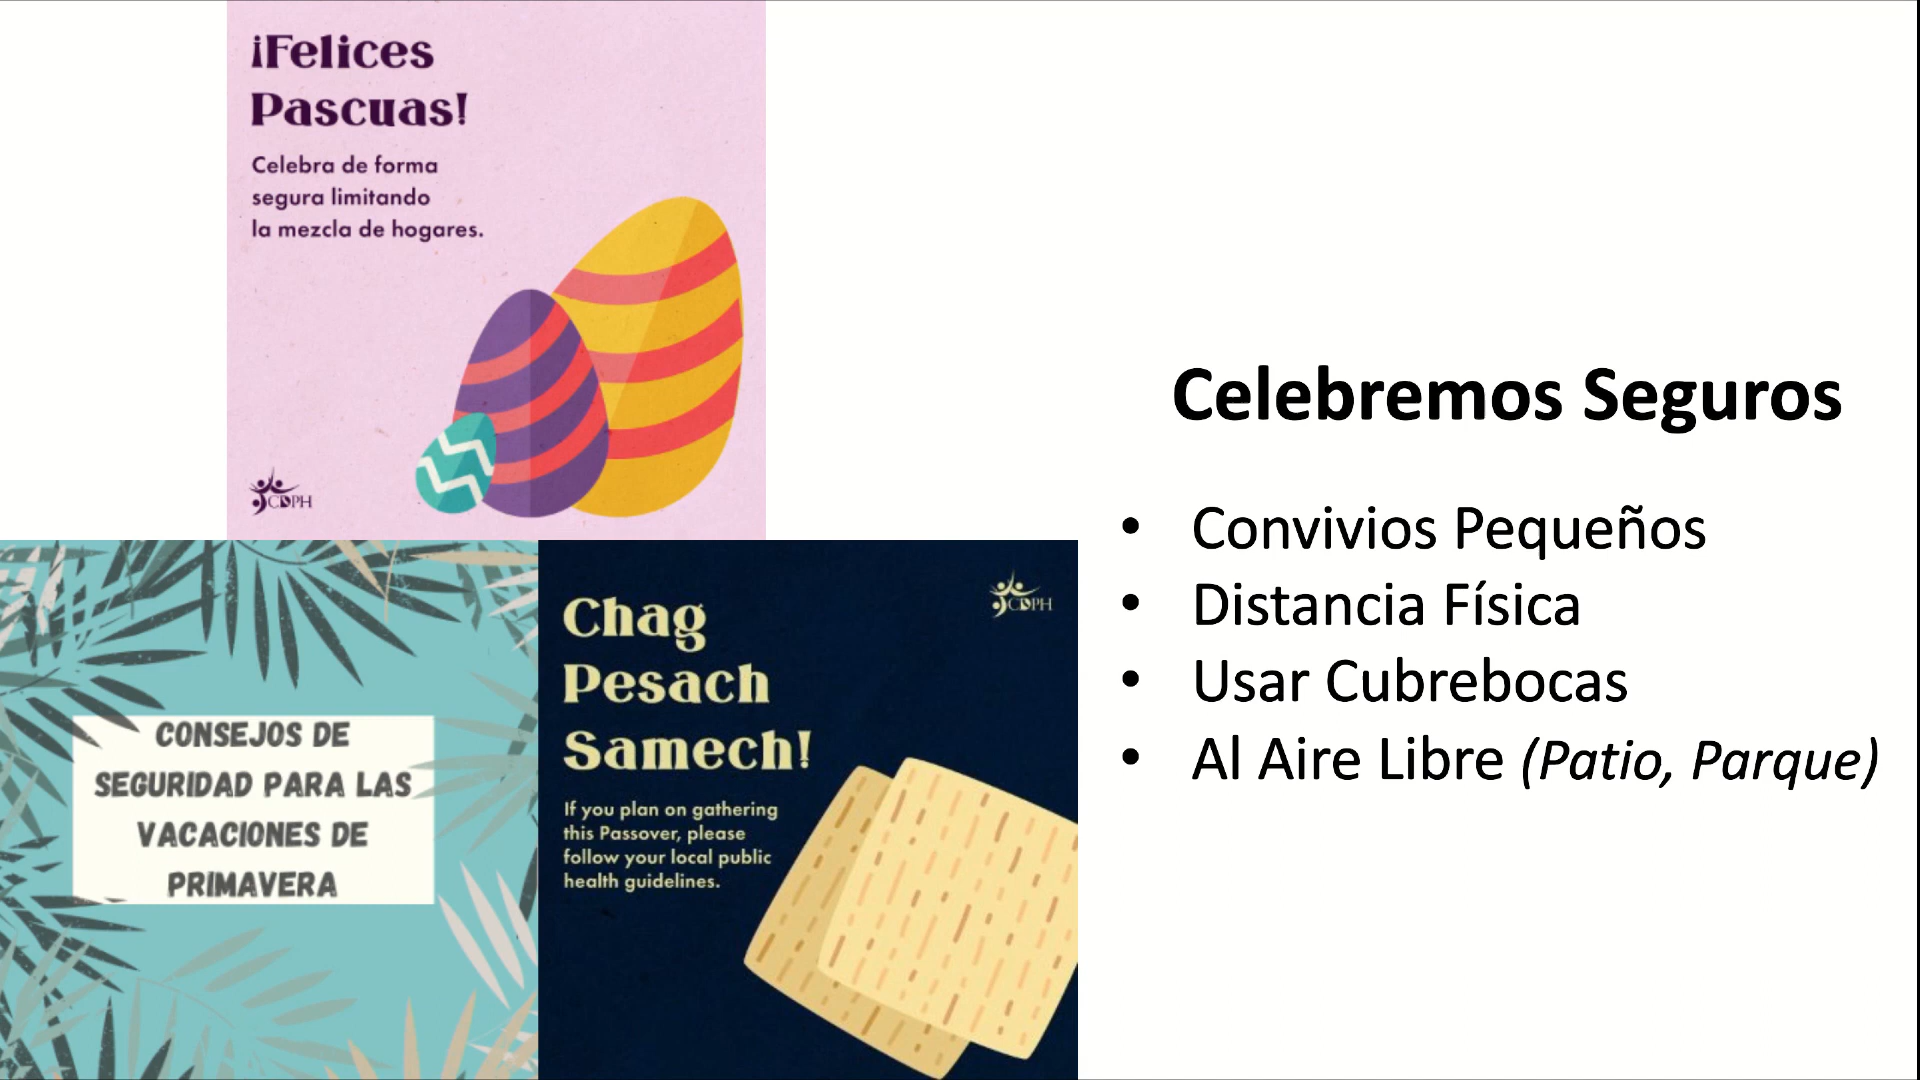 ¡Felices
Pascuas!
Celebra de forma
segura limitando
la mezcla de hogares.
CDPH
CONSEJOS DE
SEGURIDAD PARA LAS
VACACIONES DE
PRIMAVERA
CDPH
Chag
Pesach
Samech!
If you plan on gathering
this Passover, please
follow your local public
health guidelines.
Celebremos Seguros
• Convivios Pequeños
• Distancia Física
• Usar Cubrebocas
• Al Aire Libre (Patio, Parque)